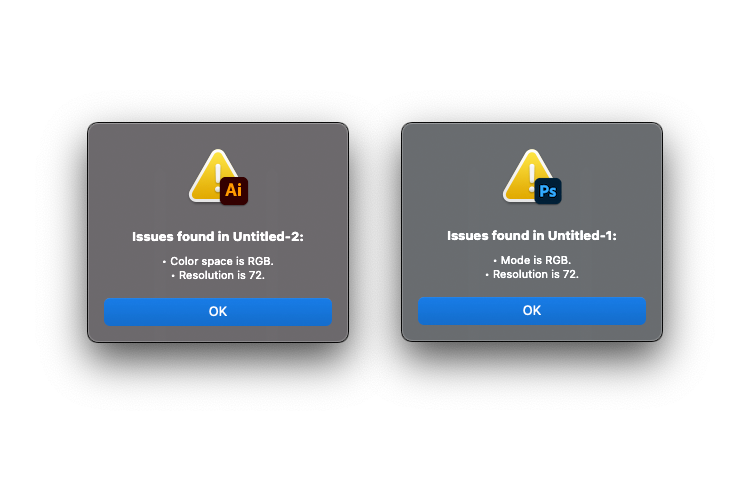 Ai
Issues found in Untitled-2:
• Color space is RGB.
• Resolution is 72.
OK
Ps
Issues found in Untitled-1:
• Mode is RGB.
• Resolution is 72.
OK